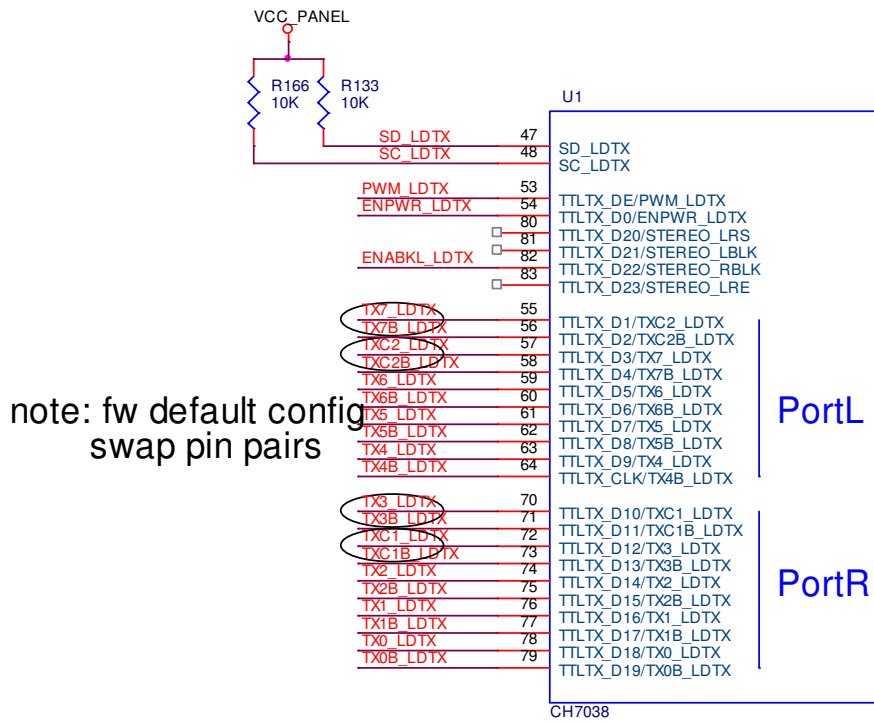 VCC_PANEL
R166 R133
10K 10K
U1
SD_LDTX 47 SD_LDTX
SC_LDTX 48 SC_LDTX
PWM_LDTX 53 TTLTX_DE/PWM_LDTX
ENPWR_LDTX 54 TTLTX_D0/ENPWR_LDTX
80 TTLTX_D20/STEREO_LRS
81 TTLTX_D21/STEREO_LBLK
ENABKL_LDTX 82 TTLTX_D22/STEREO_RBLK
83 TTLTX_D23/STEREO_LRE
TX7_LDTX 55 TTLTX_D1/TXC2_LDTX
TX7B_LDTX 56 TTLTX_D2/TXC2B_LDTX
TXC2_LDTX 57 TTLTX_D3/TX7_LDTX
TXC2B_LDTX 58 TTLTX_D4/TX7B_LDTX
TX6_LDTX 59 TTLTX_D5/TX6_LDTX
TX6B_LDTX 60 TTLTX_D6/TX6B_LDTX
TX5_LDTX 61 TTLTX_D7/TX5_LDTX
TX5B_LDTX 62 TTLTX_D8/TX5B_LDTX
TX4_LDTX 63 TTLTX_D9/TX4_LDTX
TX4B_LDTX 64 TTLTX_CLK/TX4B_LDTX
PortL
note: fw default config
swap pin pairs
TX3_LDTX 70 TTLTX_D10/TXC1_LDTX
TX3B_LDTX 71 TTLTX_D11/TXC1B_LDTX
TXC1_LDTX 72 TTLTX_D12/TX3_LDTX
TXC1B_LDTX 73 TTLTX_D13/TX3B_LDTX
TX2_LDTX 74 TTLTX_D14/TX2_LDTX
TX2B_LDTX 75 TTLTX_D15/TX2B_LDTX
TX1_LDTX 76 TTLTX_D16/TX1_LDTX
TX1B_LDTX 77 TTLTX_D17/TX1B_LDTX
TX0_LDTX 78 TTLTX_D18/TX0_LDTX
TX0B_LDTX 79 TTLTX_D19/TX0B_LDTX
PortR
CH7038